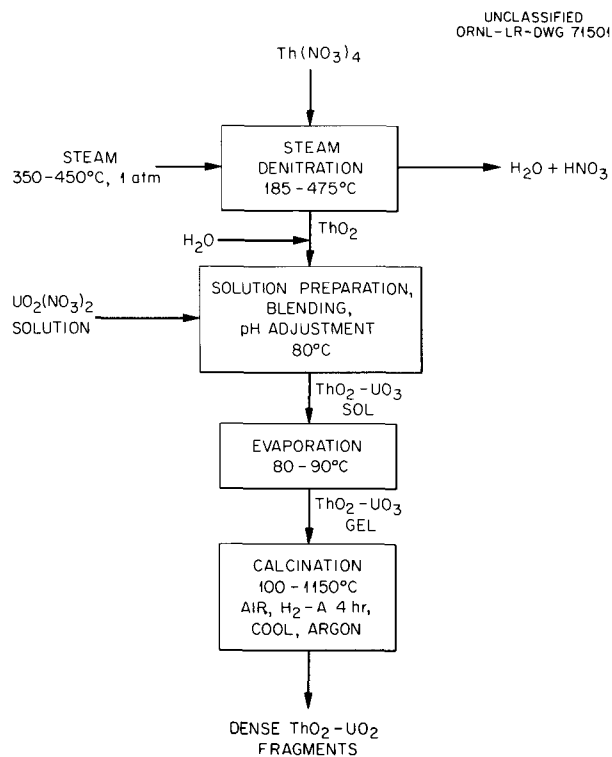 UNCLASSIFIED
ORNL-LR-DWG 71501
Th(NO₃)₄
STEAM
350-450°C, 1 atm
STEAM
DENITRATION
185-475°C
H₂O + HNO₃
ThO₂
H₂O
UO₂(NO₃)₂
SOLUTION
SOLUTION PREPARATION,
BLENDING,
pH ADJUSTMENT
80°C
ThO₂-UO₃
SOL
EVAPORATION
80-90°C
ThO₂-UO₃
GEL
CALCINATION
100-1150°C
AIR, H₂-A 4 hr,
COOL, ARGON
DENSE ThO₂-UO₂
FRAGMENTS